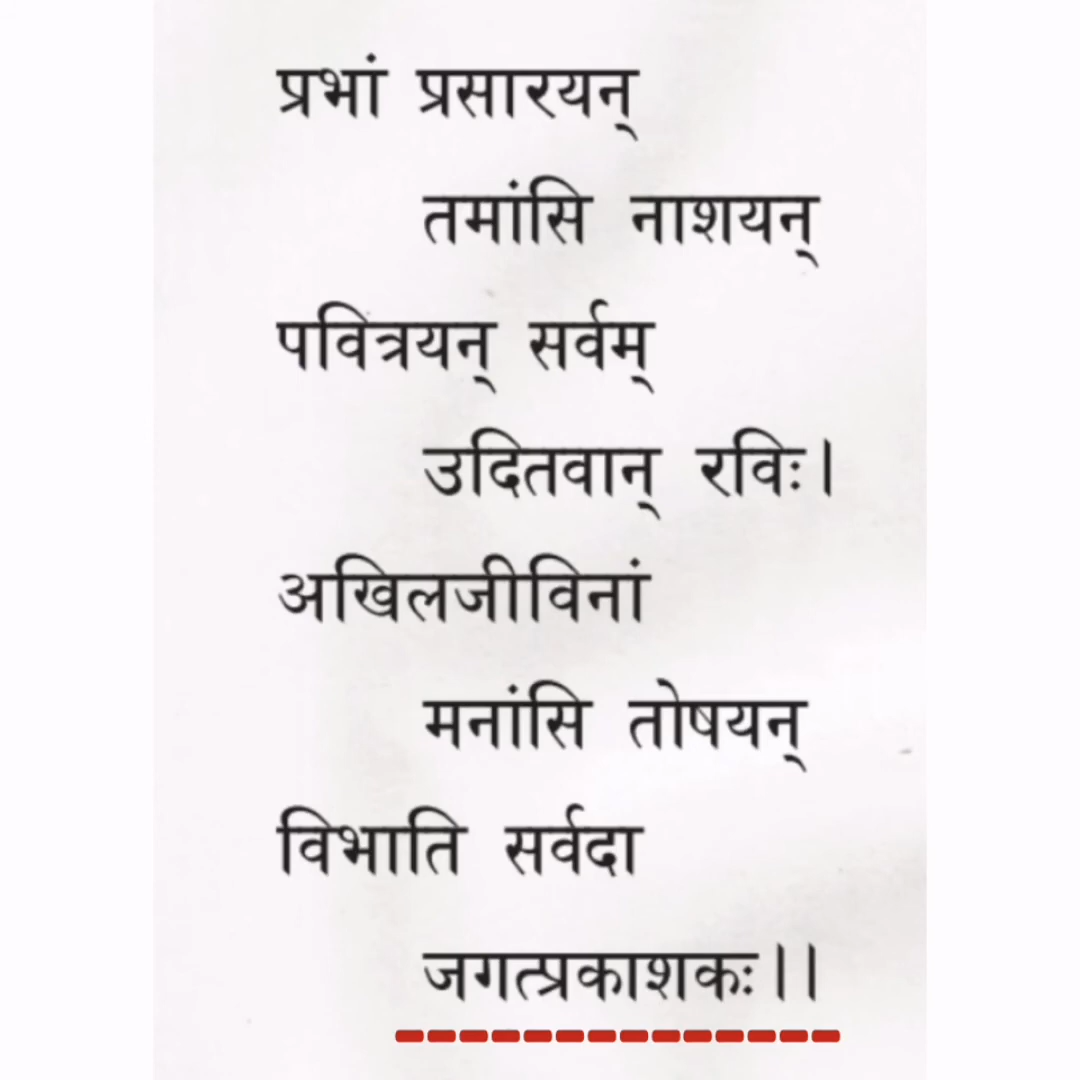 प्रभां प्रसारयन्
तमांसि नाशयन्
पवित्रयन् सर्वम्
उदितवान् रविः।
अखिलजीविनां
मनांसि तोषयन्
विभाति सर्वदा
जगत्प्रकाशकः।।